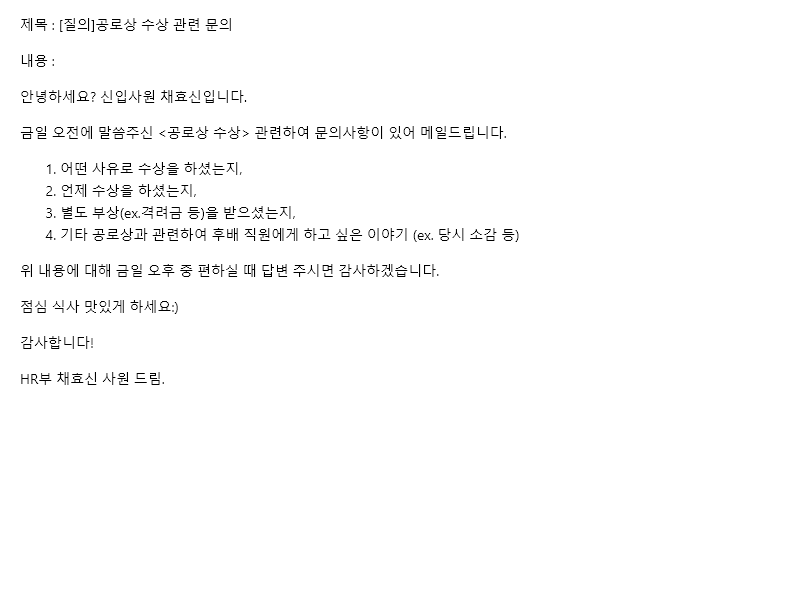 제목 : [질의]공로상 수상 관련 문의
내용 :
안녕하세요? 신입사원 채효신입니다.
금일 오전에 말씀주신 <공로상 수상> 관련하여 문의사항이 있어 메일드립니다.
1. 어떤 사유로 수상을 하셨는지,
2. 언제 수상을 하셨는지,
3. 별도 부상(ex.격려금 등)을 받으셨는지,
4. 기타 공로상과 관련하여 후배 직원에게 하고 싶은 이야기 (ex. 당시 소감 등)
위 내용에 대해 금일 오후 중 편하실 때 답변 주시면 감사하겠습니다.
점심 식사 맛있게 하세요:)
감사합니다!
HR부 채효신 사원 드림.